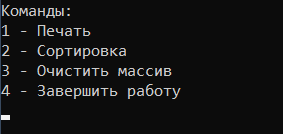 Команды:
1 - Печать
2 - Сортировка
3 - Очистить массив
4 - Завершить работу